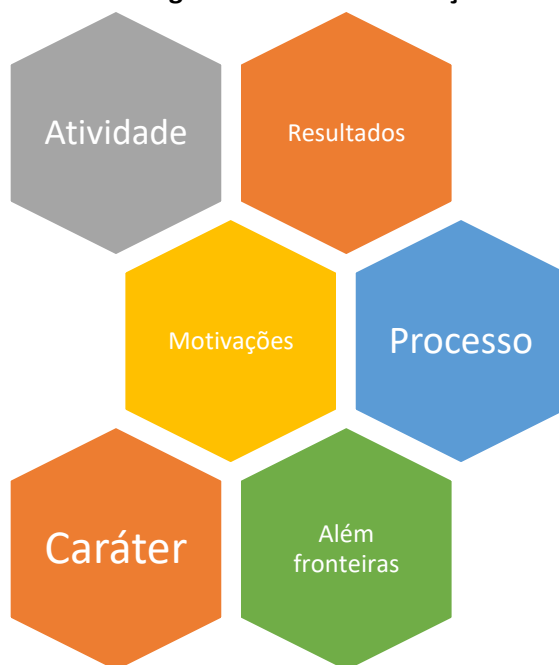 Atividade
Resultados
Motivações
Processo
Caráter
Além
fronteiras